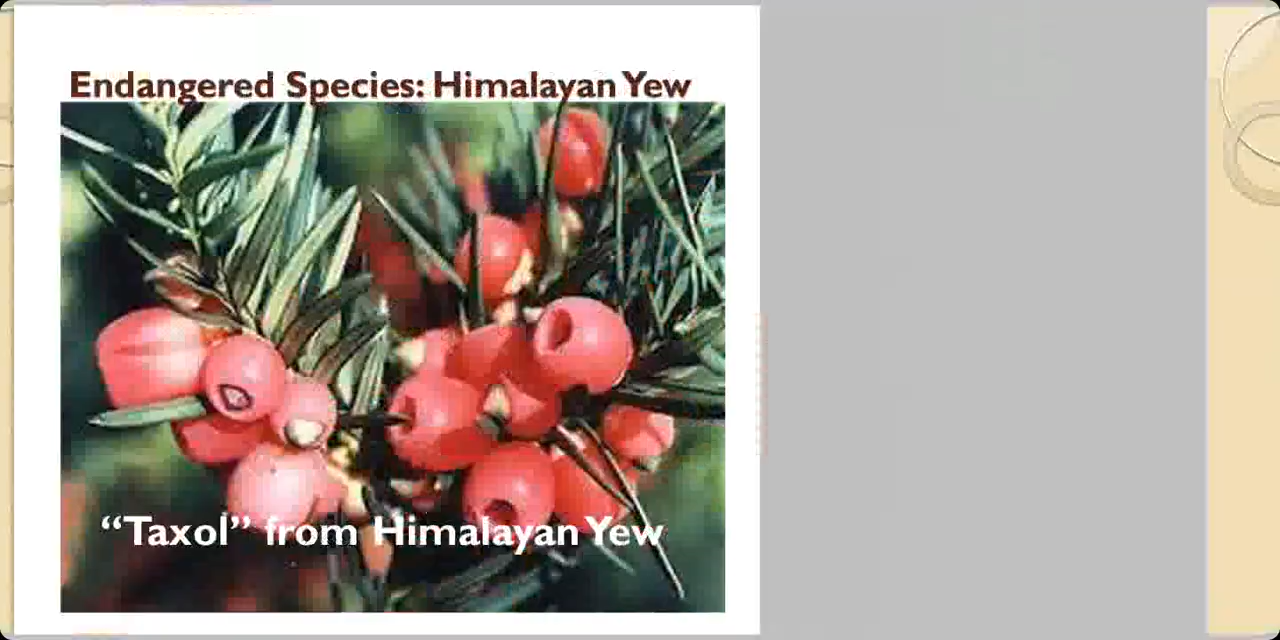 Endangered Species: Himalayan Yew
“Taxol” from Himalayan Yew